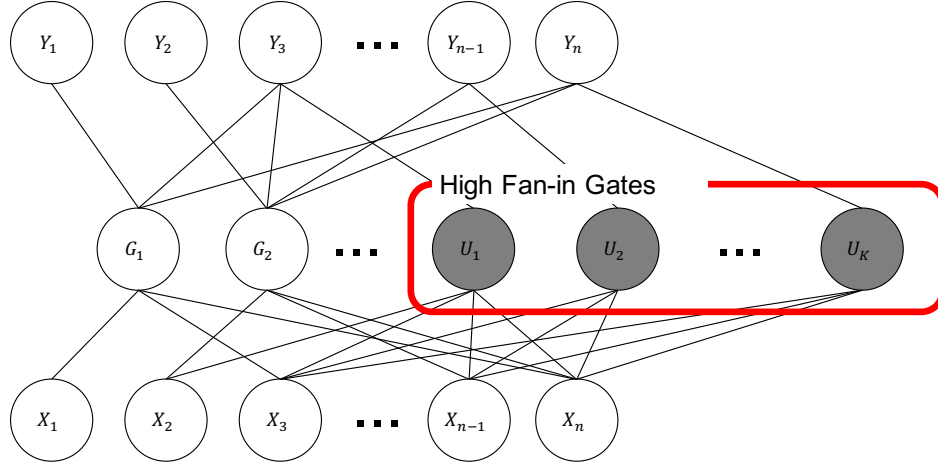 Y₁ Y₂ Y₃ ▪▪▪ Yₙ₋₁ Yₙ
High Fan-in Gates
G₁ G₂ ▪▪▪ U₁ U₂ ▪▪▪ U_K
X₁ X₂ X₃ ▪▪▪ Xₙ₋₁ Xₙ